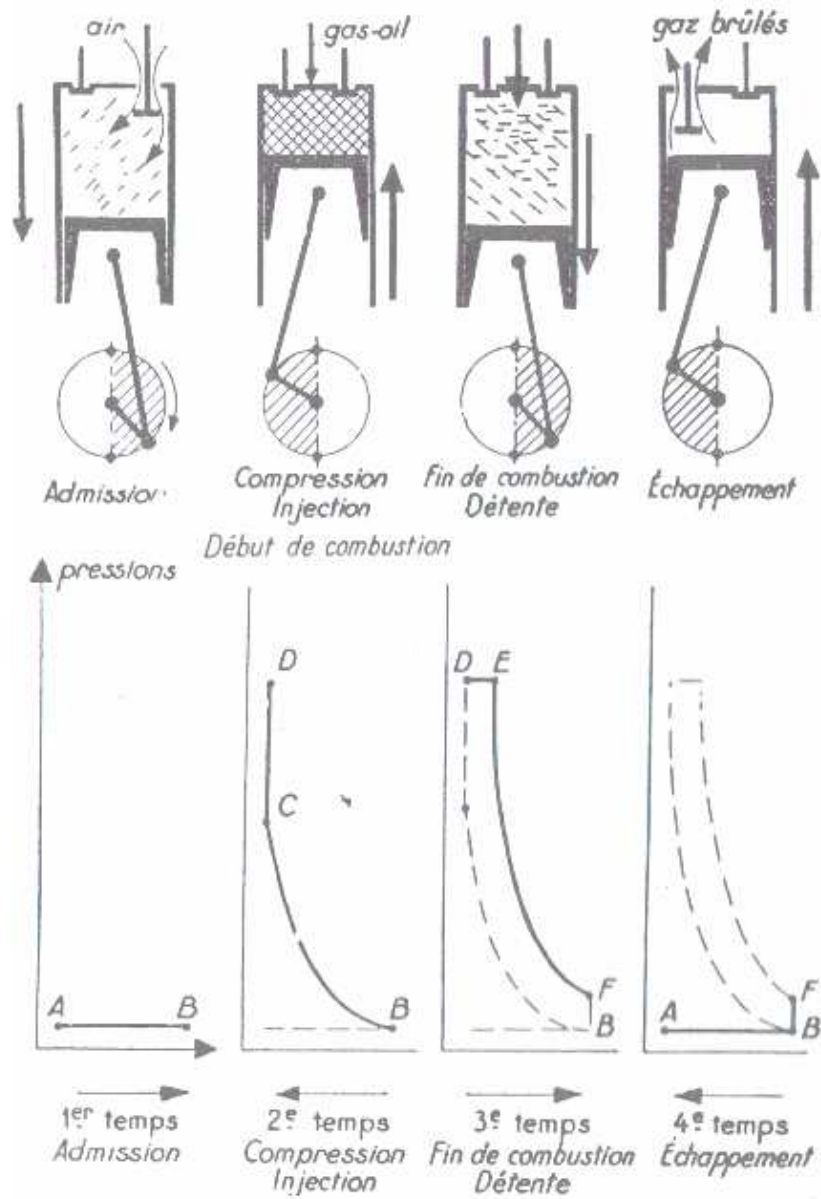 air
gas-oil
gaz brûlés
Admission
Compression
Injection
Début de combustion
Fin de combustion
Détente
Échappement
pressions
A B
D
C
B
D E
F
B
A
F
B
1er temps
Admission
2e temps
Compression
Injection
3e temps
Fin de combustion
Détente
4e temps
Échappement